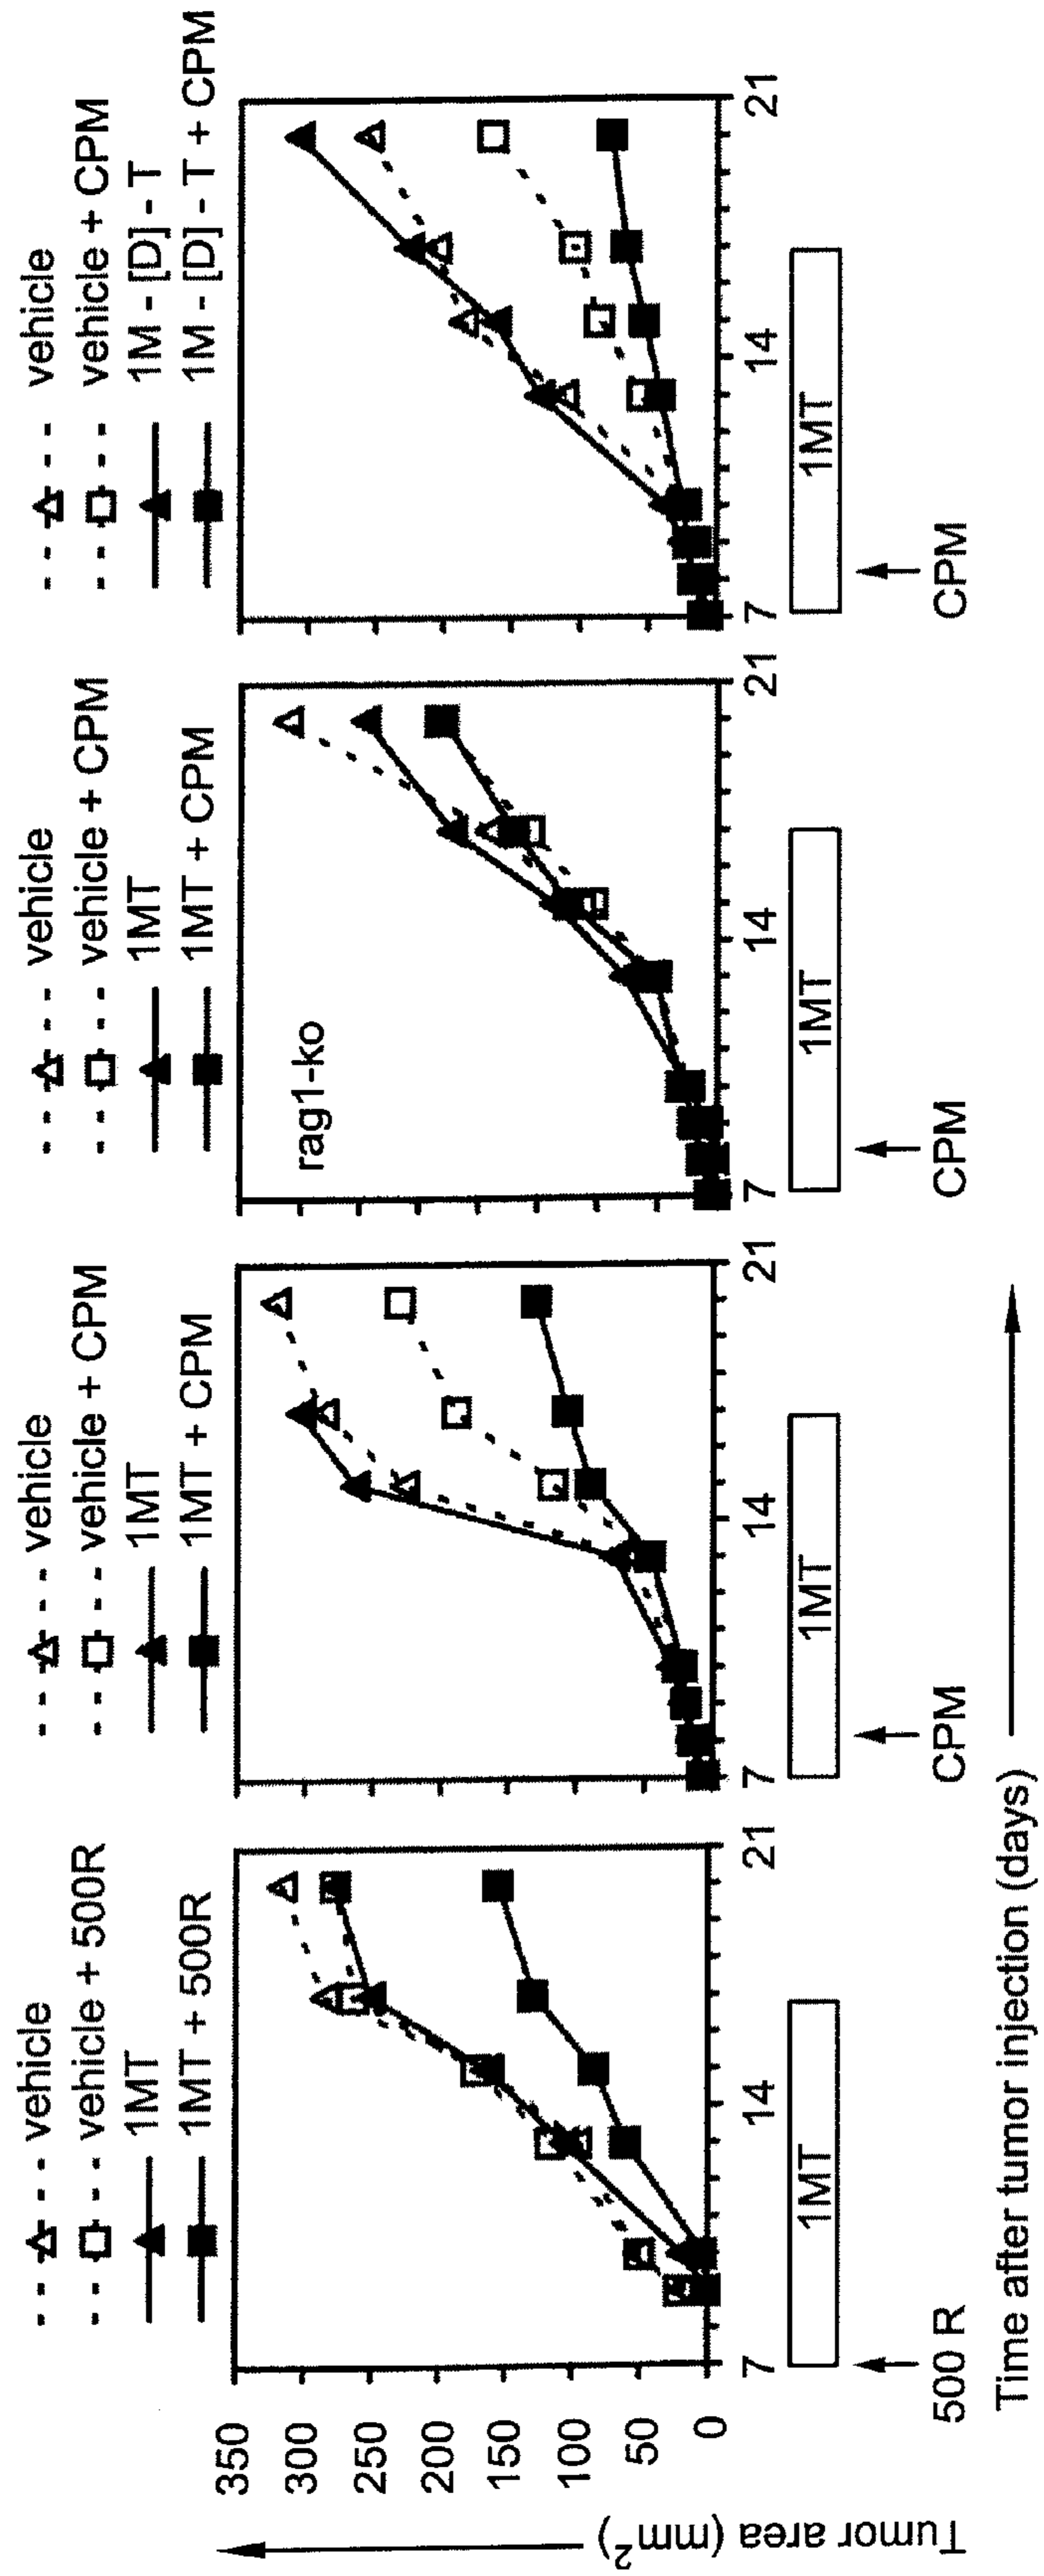 vehicle
vehicle + 500R
1MT
1MT + 500R
vehicle
vehicle + CPM
1MT
1MT + CPM
vehicle
vehicle + CPM
1MT
1MT + CPM
vehicle
vehicle + CPM
1M - [D] - T
1M - [D] - T + CPM
Tumor area (mm²)
350
300
250
200
150
100
50
0
rag1-ko
7
14
21
7
14
21
7
14
21
7
14
21
1MT
1MT
1MT
1MT
500 R
CPM
CPM
CPM
Time after tumor injection (days)